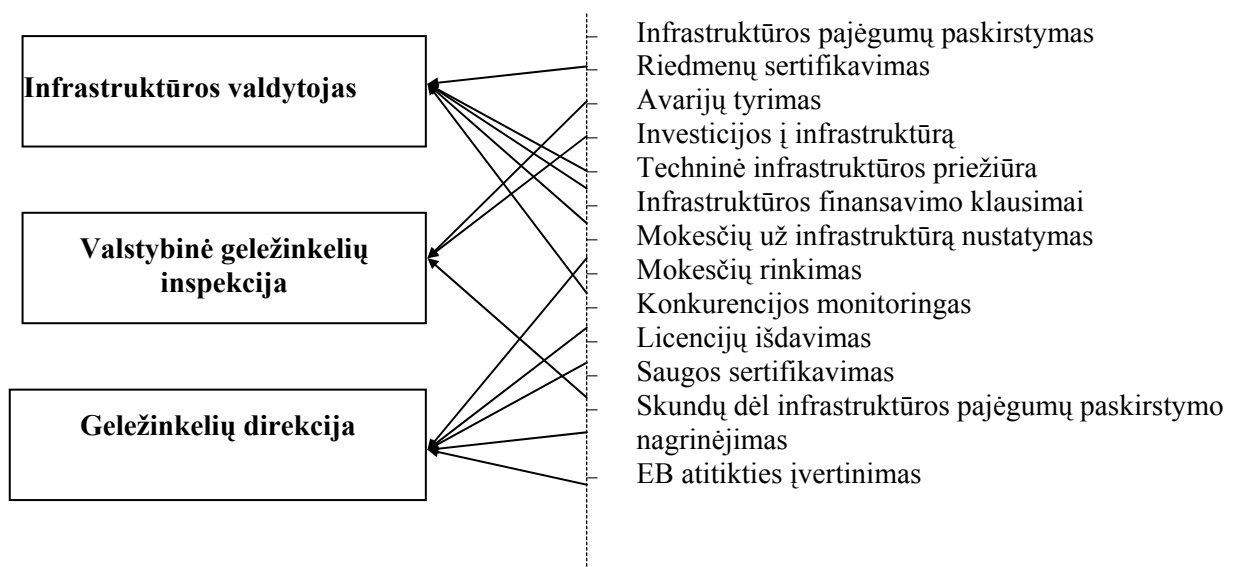 Infrastruktūros valdytojas
Valstybinė geležinkelių
inspekcija
Geležinkelių direkcija
Infrastruktūros pajėgumų paskirstymas
Riedmenų sertifikavimas
Avarijų tyrimas
Investicijos į infrastruktūrą
Techninė infrastruktūros priežiūra
Infrastruktūros finansavimo klausimai
Mokesčių už infrastruktūrą nustatymas
Mokesčių rinkimas
Konkurencijos monitoringas
Licencijų išdavimas
Saugos sertifikavimas
Skundų dėl infrastruktūros pajėgumų paskirstymo
nagrinėjimas
EB atitikties įvertinimas